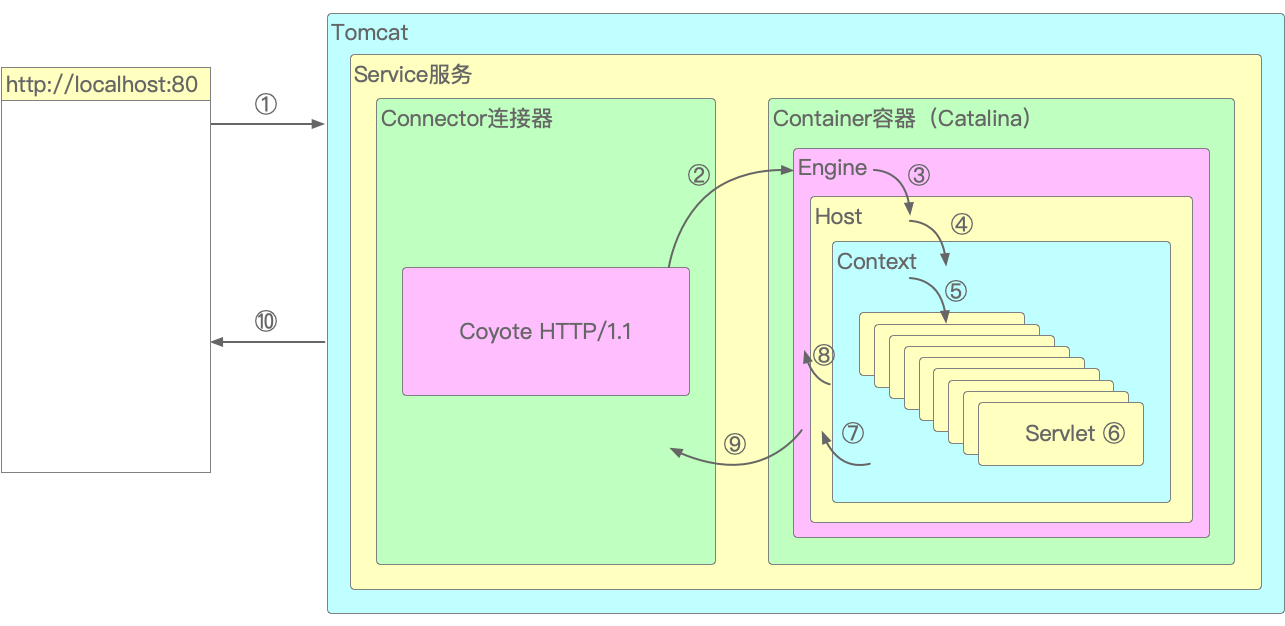 Tomcat
Service服务
http://localhost:80
①
Connector连接器
Container容器（Catalina）
②
Engine
③
Host
④
Context
⑤
⑩
Coyote HTTP/1.1
⑧
⑨
⑦
Servlet ⑥